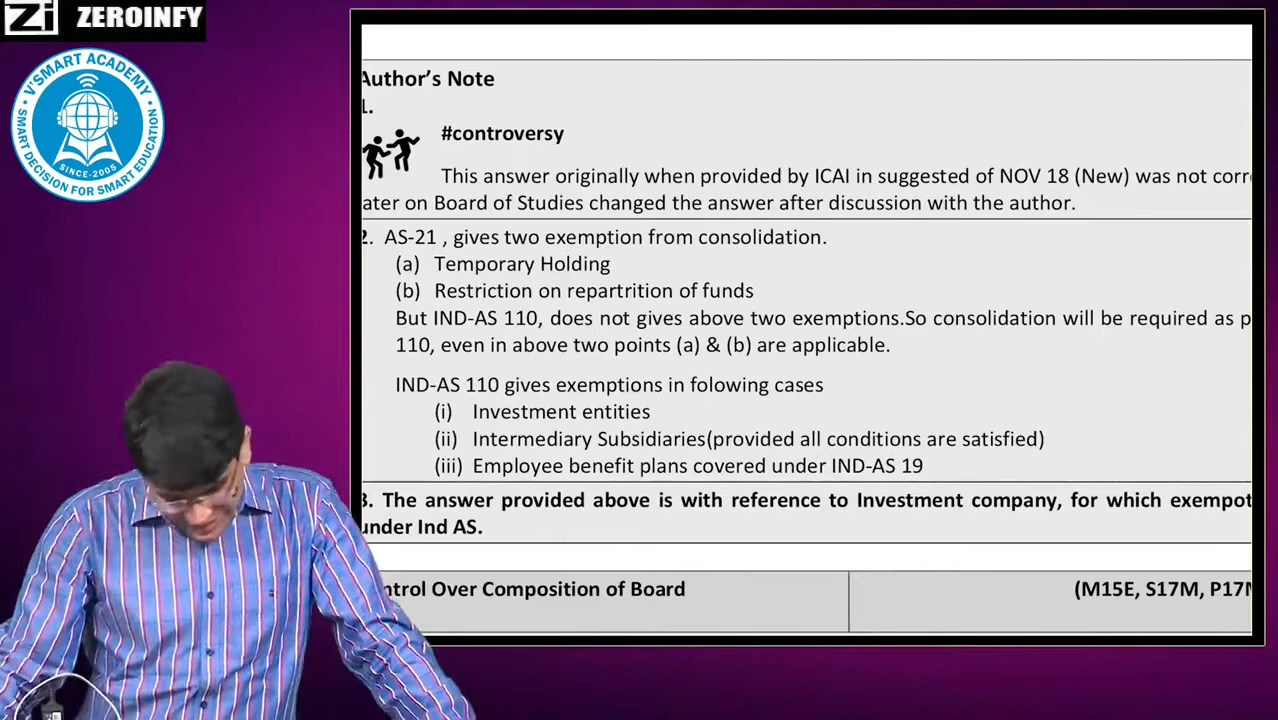 Zi ZEROINFY
V'SMART ACADEMY
SINCE-2005
SMART DECISION FOR SMART EDUCATION
Author's Note
1.
#controversy
This answer originally when provided by ICAI in suggested of NOV 18 (New) was not
later on Board of Studies changed the answer after discussion with the author.
2. AS-21 , gives two exemption from consolidation.
(a) Temporary Holding
(b) Restriction on repartrition of funds
But IND-AS 110, does not gives above two exemptions.So consolidation will be required as
110, even in above two points (a) & (b) are applicable.
IND-AS 110 gives exemptions in folowing cases
(i) Investment entities
(ii) Intermediary Subsidiaries(provided all conditions are satisfied)
(iii) Employee benefit plans covered under IND-AS 19
3. The answer provided above is with reference to Investment company, for which
under Ind AS.
Over Composition of Board (M15E, S17M,